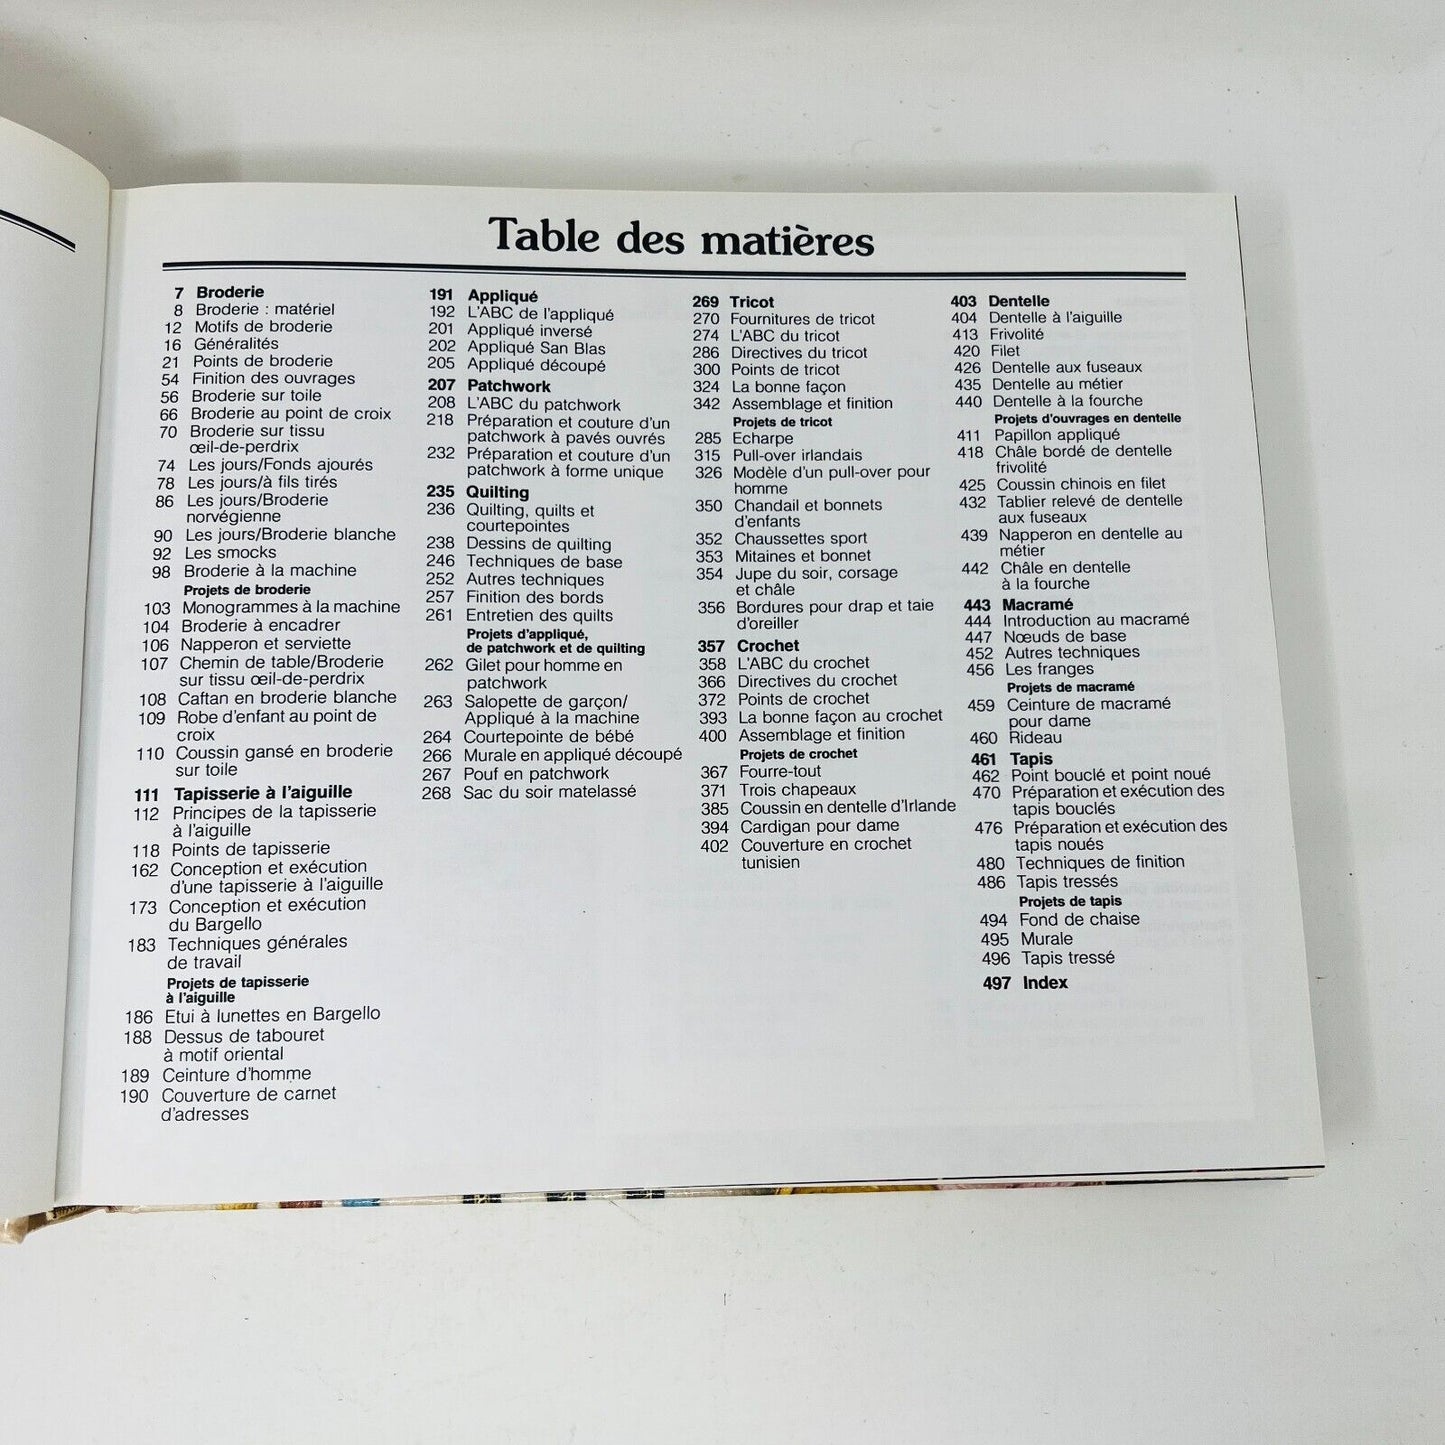 Table des matières
7 Broderie
8 Broderie : matériel
12 Motifs de broderie
16 Généralités
21 Points de broderie
54 Finition des ouvrages
56 Broderie sur toile
66 Broderie au point de croix
70 Broderie sur tissu
œil-de-perdrix
74 Les jours/Fonds ajourés
78 Les jours/à fils tirés
86 Les jours/Broderie
norvégienne
90 Les jours/Broderie blanche
92 Les smocks
98 Broderie à la machine
Projets de broderie
103 Monogrammes à la machine
104 Broderie à encadrer
106 Napperon et serviette
107 Chemin de table/Broderie
sur tissu œil-de-perdrix
108 Caftan en broderie blanche
109 Robe d'enfant au point de
croix
110 Coussin gansé en broderie
sur toile
111 Tapisserie à l'aiguille
112 Principes de la tapisserie
à l'aiguille
118 Points de tapisserie
162 Conception et exécution
d'une tapisserie à l'aiguille
173 Conception et exécution
du Bargello
183 Techniques générales
de travail
Projets de tapisserie
à l'aiguille
186 Etui à lunettes en Bargello
188 Dessus de tabouret
à motif oriental
189 Ceinture d'homme
190 Couverture de carnet
d'adresses
191 Appliqué
192 L'ABC de l'appliqué
201 Appliqué inversé
202 Appliqué San Blas
205 Appliqué découpé
207 Patchwork
208 L'ABC du patchwork
218 Préparation et couture d'un
patchwork à pavés ouvrés
232 Préparation et couture d'un
patchwork à forme unique
235 Quilting
236 Quilting, quilts et
courtepointes
238 Dessins de quilting
246 Techniques de base
252 Autres techniques
257 Finition des bords
261 Entretien des quilts
Projets d'appliqué,
de patchwork et de quilting
262 Gilet pour homme en
patchwork
263 Salopette de garçon/
Appliqué à la machine
264 Courtepointe de bébé
266 Murale en appliqué découpé
267 Pouf en patchwork
268 Sac du soir matelassé
269 Tricot
270 Fournitures de tricot
274 L'ABC du tricot
286 Directives du tricot
300 Points de tricot
324 La bonne façon
342 Assemblage et finition
Projets de tricot
285 Echarpe
315 Pull-over irlandais
326 Modèle d'un pull-over pour
homme
350 Chandail et bonnets
d'enfants
352 Chaussettes sport
353 Mitaines et bonnet
354 Jupe du soir, corsage
et châle
356 Bordures pour drap et taie
d'oreiller
357 Crochet
358 L'ABC du crochet
366 Directives du crochet
372 Points de crochet
393 La bonne façon au crochet
400 Assemblage et finition
Projets de crochet
367 Fourre-tout
371 Trois chapeaux
385 Coussin en dentelle d'Irlande
394 Cardigan pour dame
402 Couverture en crochet
tunisien
403 Dentelle
404 Dentelle à l'aiguille
413 Frivolité
420 Filet
426 Dentelle aux fuseaux
435 Dentelle au métier
440 Dentelle à la fourche
Projets d'ouvrages en dentelle
411 Papillon appliqué
418 Châle bordé de dentelle
frivolité
425 Coussin chinois en filet
432 Tablier relevé de dentelle
aux fuseaux
439 Napperon en dentelle au
métier
442 Châle en dentelle
à la fourche
443 Macramé
444 Introduction au macramé
447 Nœuds de base
452 Autres techniques
456 Les franges
Projets de macramé
459 Ceinture de macramé
pour dame
460 Rideau
461 Tapis
462 Point bouclé et point noué
470 Préparation et exécution des
tapis bouclés
476 Préparation et exécution des
tapis noués
480 Techniques de finition
486 Tapis tressés
Projets de tapis
494 Fond de chaise
495 Murale
496 Tapis tressé
497 Index